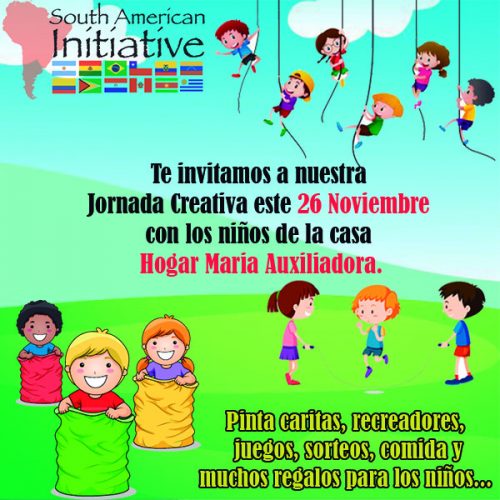 South American
Initiative
Te invitamos a nuestra
Jornada Creativa este 26 Noviembre
con los niños de la casa
Hogar Maria Auxiliadora.
Pinta caritas, recreadores,
juegos, sorteos, comida y
muchos regalos para los niños...